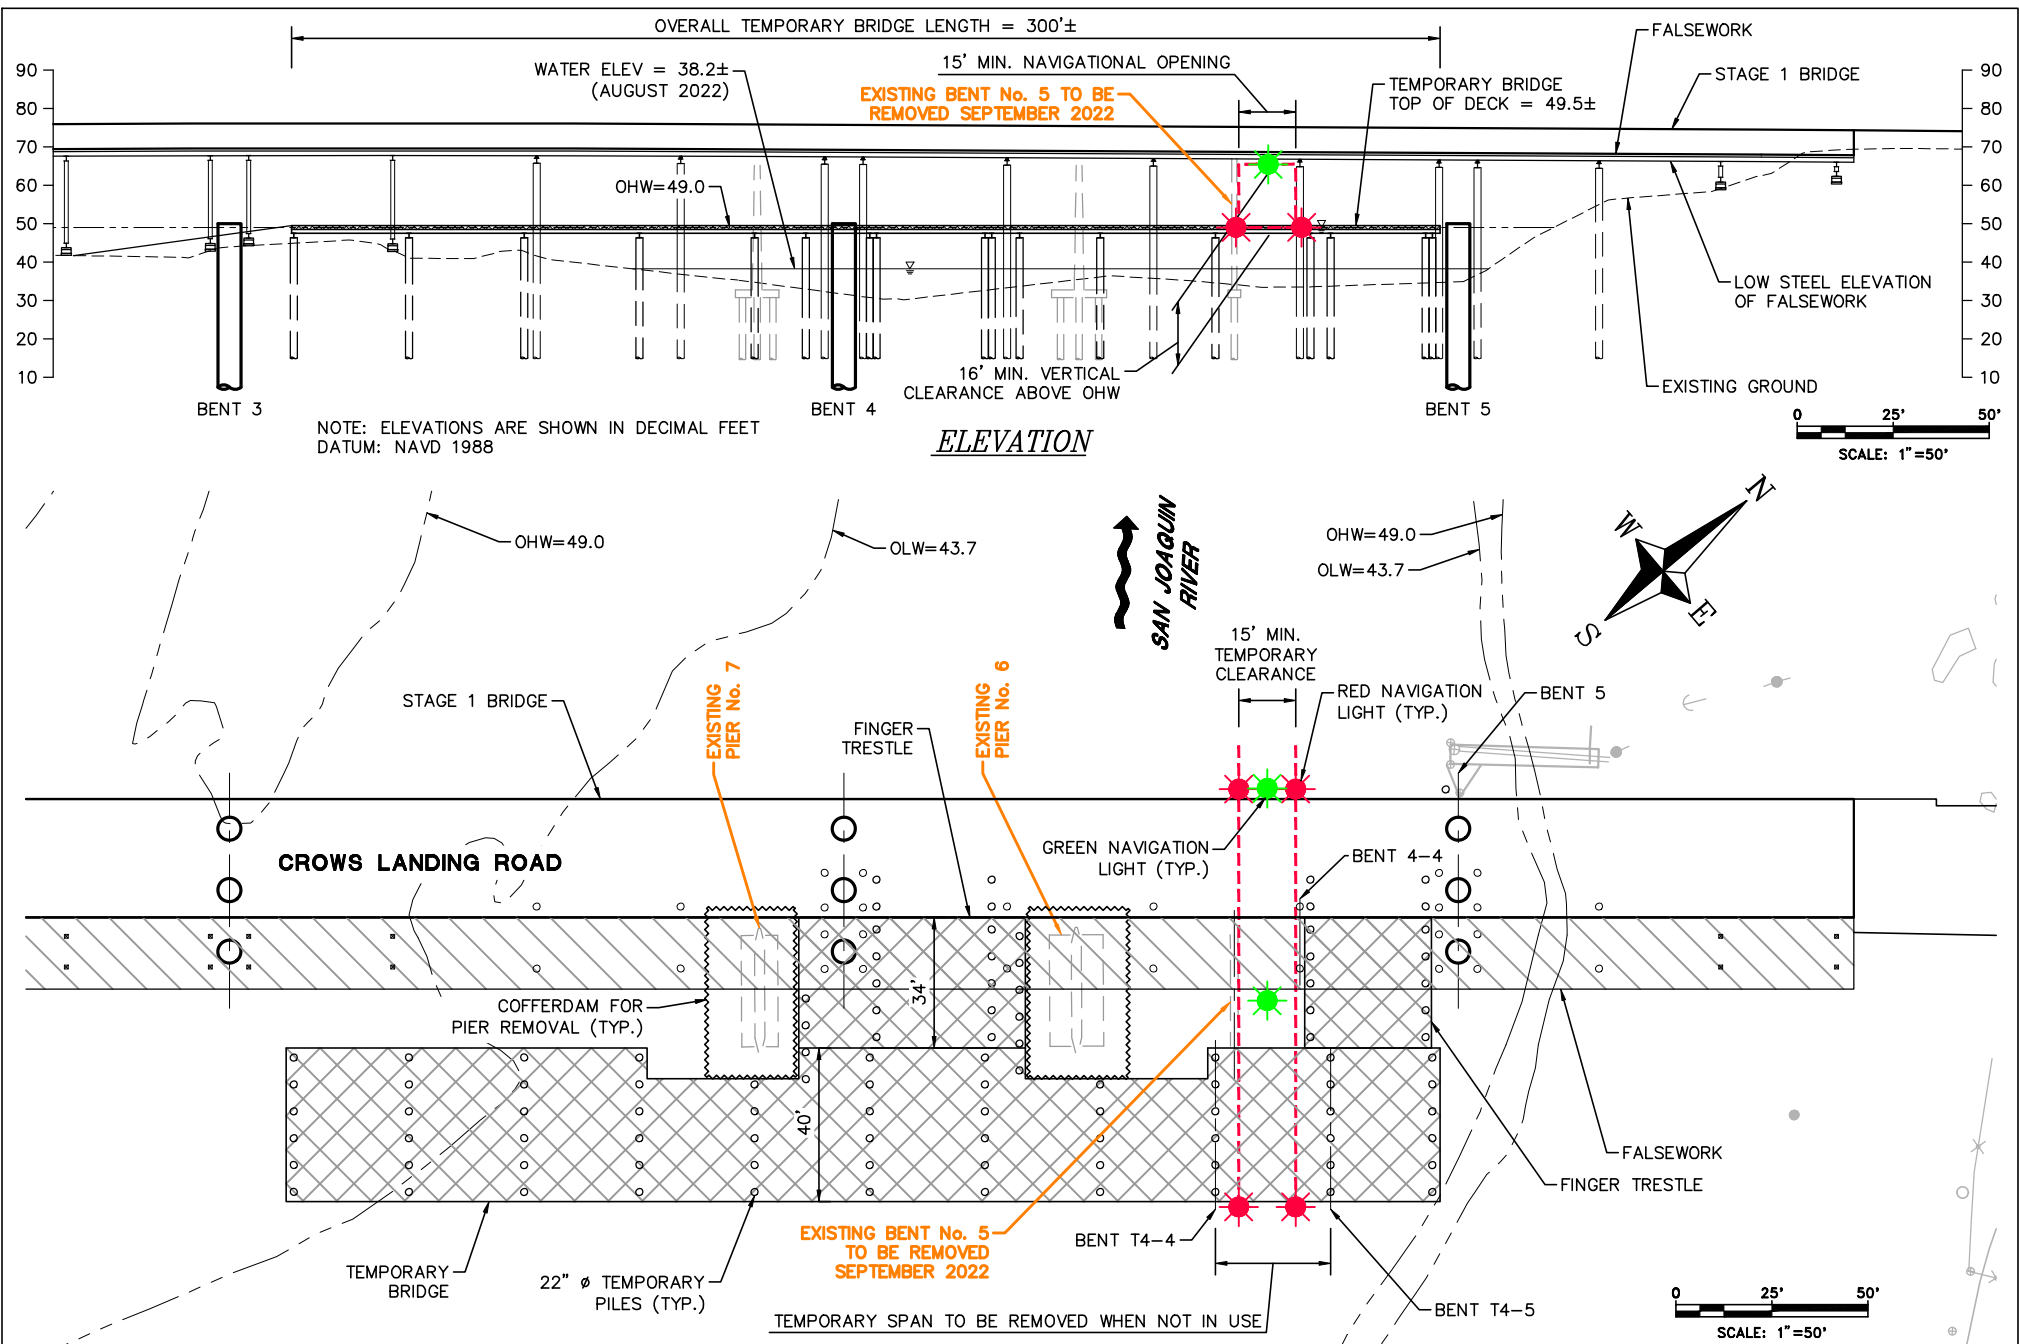 OVERALL TEMPORARY BRIDGE LENGTH = 300'±
FALSEWORK
WATER ELEV = 38.2±
(AUGUST 2022)
15' MIN. NAVIGATIONAL OPENING
STAGE 1 BRIDGE
EXISTING BENT No. 5 TO BE
REMOVED SEPTEMBER 2022
TEMPORARY BRIDGE
TOP OF DECK = 49.5±
90
80
70
60
50
40
30
20
10
90
80
70
60
50
40
30
20
10
OHW=49.0
LOW STEEL ELEVATION
OF FALSEWORK
16' MIN. VERTICAL
CLEARANCE ABOVE OHW
EXISTING GROUND
BENT 3
BENT 4
BENT 5
NOTE: ELEVATIONS ARE SHOWN IN DECIMAL FEET
DATUM: NAVD 1988
ELEVATION
0 25' 50'
SCALE: 1"=50'
OHW=49.0
OLW=43.7
SAN JOAQUIN
RIVER
OHW=49.0
OLW=43.7
N
W
E
S
15' MIN.
TEMPORARY
CLEARANCE
STAGE 1 BRIDGE
EXISTING
PIER No. 7
FINGER
TRESTLE
EXISTING
PIER No. 6
RED NAVIGATION
LIGHT (TYP.)
BENT 5
CROWS LANDING ROAD
GREEN NAVIGATION
LIGHT (TYP.)
BENT 4-4
34'
COFFERDAM FOR
PIER REMOVAL (TYP.)
40'
FALSEWORK
FINGER TRESTLE
EXISTING BENT No. 5
TO BE REMOVED
SEPTEMBER 2022
BENT T4-4
TEMPORARY
BRIDGE
22" ø TEMPORARY
PILES (TYP.)
BENT T4-5
TEMPORARY SPAN TO BE REMOVED WHEN NOT IN USE
0 25' 50'
SCALE: 1"=50'